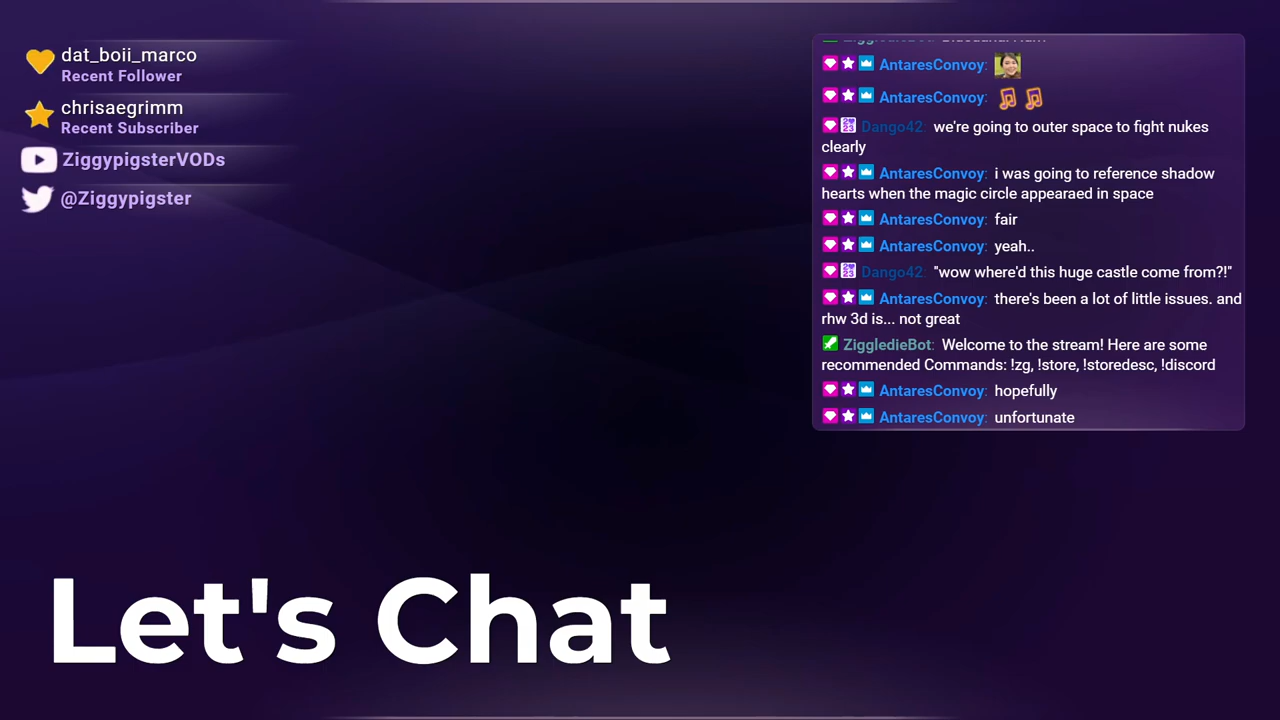 dat_boii_marco
Recent Follower
chrisaegrimm
Recent Subscriber
ZiggypigsterVODs
@Ziggypigster
AntaresConvoy:
AntaresConvoy:
Dango42: we're going to outer space to fight nukes
clearly
AntaresConvoy: i was going to reference shadow
hearts when the magic circle appearaed in space
AntaresConvoy: fair
AntaresConvoy: yeah..
Dango42: "wow where'd this huge castle come from?!"
AntaresConvoy: there's been a lot of little issues. and
rhw 3d is... not great
ZiggledieBot: Welcome to the stream! Here are some
recommended Commands: !zg, !store, !storedesc, !discord
AntaresConvoy: hopefully
AntaresConvoy: unfortunate
Let's Chat